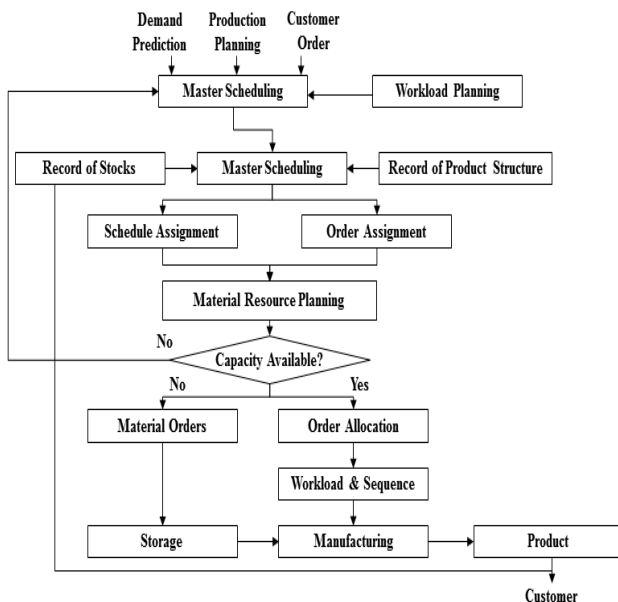 Demand
Prediction
Production
Planning
Customer
Order
Master Scheduling
Workload Planning
Record of Stocks
Master Scheduling
Record of Product Structure
Schedule Assignment
Order Assignment
Material Resource Planning
No
Capacity Available?
No
Yes
Material Orders
Order Allocation
Workload & Sequence
Storage
Manufacturing
Product
Customer